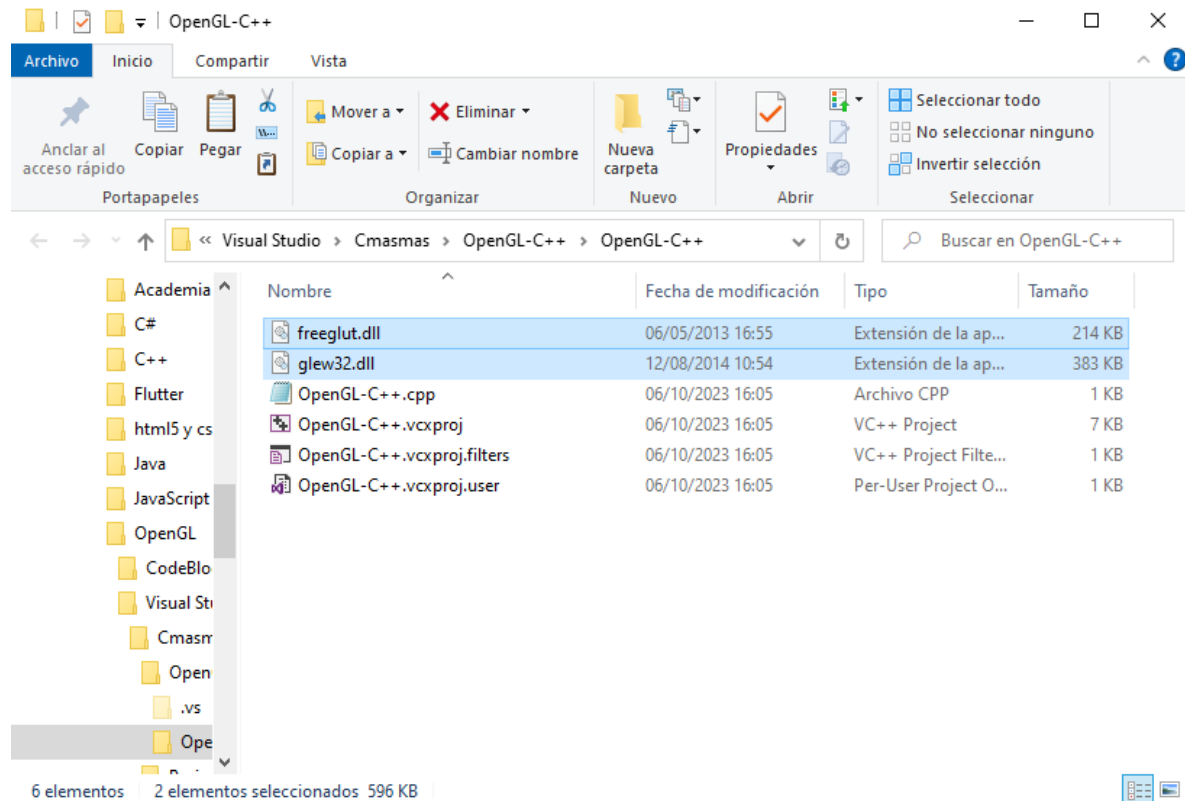 OpenGL-C++
Archivo Inicio Compartir Vista
Anclar al acceso rápido
Copiar
Pegar
Mover a
Copiar a
Eliminar
Cambiar nombre
Nueva carpeta
Propiedades
Seleccionar todo
No seleccionar ninguno
Invertir selección
Portapapeles Organizar Nuevo Abrir Seleccionar
« Visual Studio > Cmasmas > OpenGL-C++ > OpenGL-C++
Buscar en OpenGL-C++
Academia
C#
C++
Flutter
html5 y cs
Java
JavaScript
OpenGL
CodeBlo
Visual Stu
Cmasm
Open
.vs
Ope
Nombre Fecha de modificación Tipo Tamaño
freeglut.dll 06/05/2013 16:55 Extensión de la ap... 214 KB
glew32.dll 12/08/2014 10:54 Extensión de la ap... 383 KB
OpenGL-C++.cpp 06/10/2023 16:05 Archivo CPP 1 KB
OpenGL-C++.vcxproj 06/10/2023 16:05 VC++ Project 7 KB
OpenGL-C++.vcxproj.filters 06/10/2023 16:05 VC++ Project Filte... 1 KB
OpenGL-C++.vcxproj.user 06/10/2023 16:05 Per-User Project O... 1 KB
6 elementos 2 elementos seleccionados 596 KB